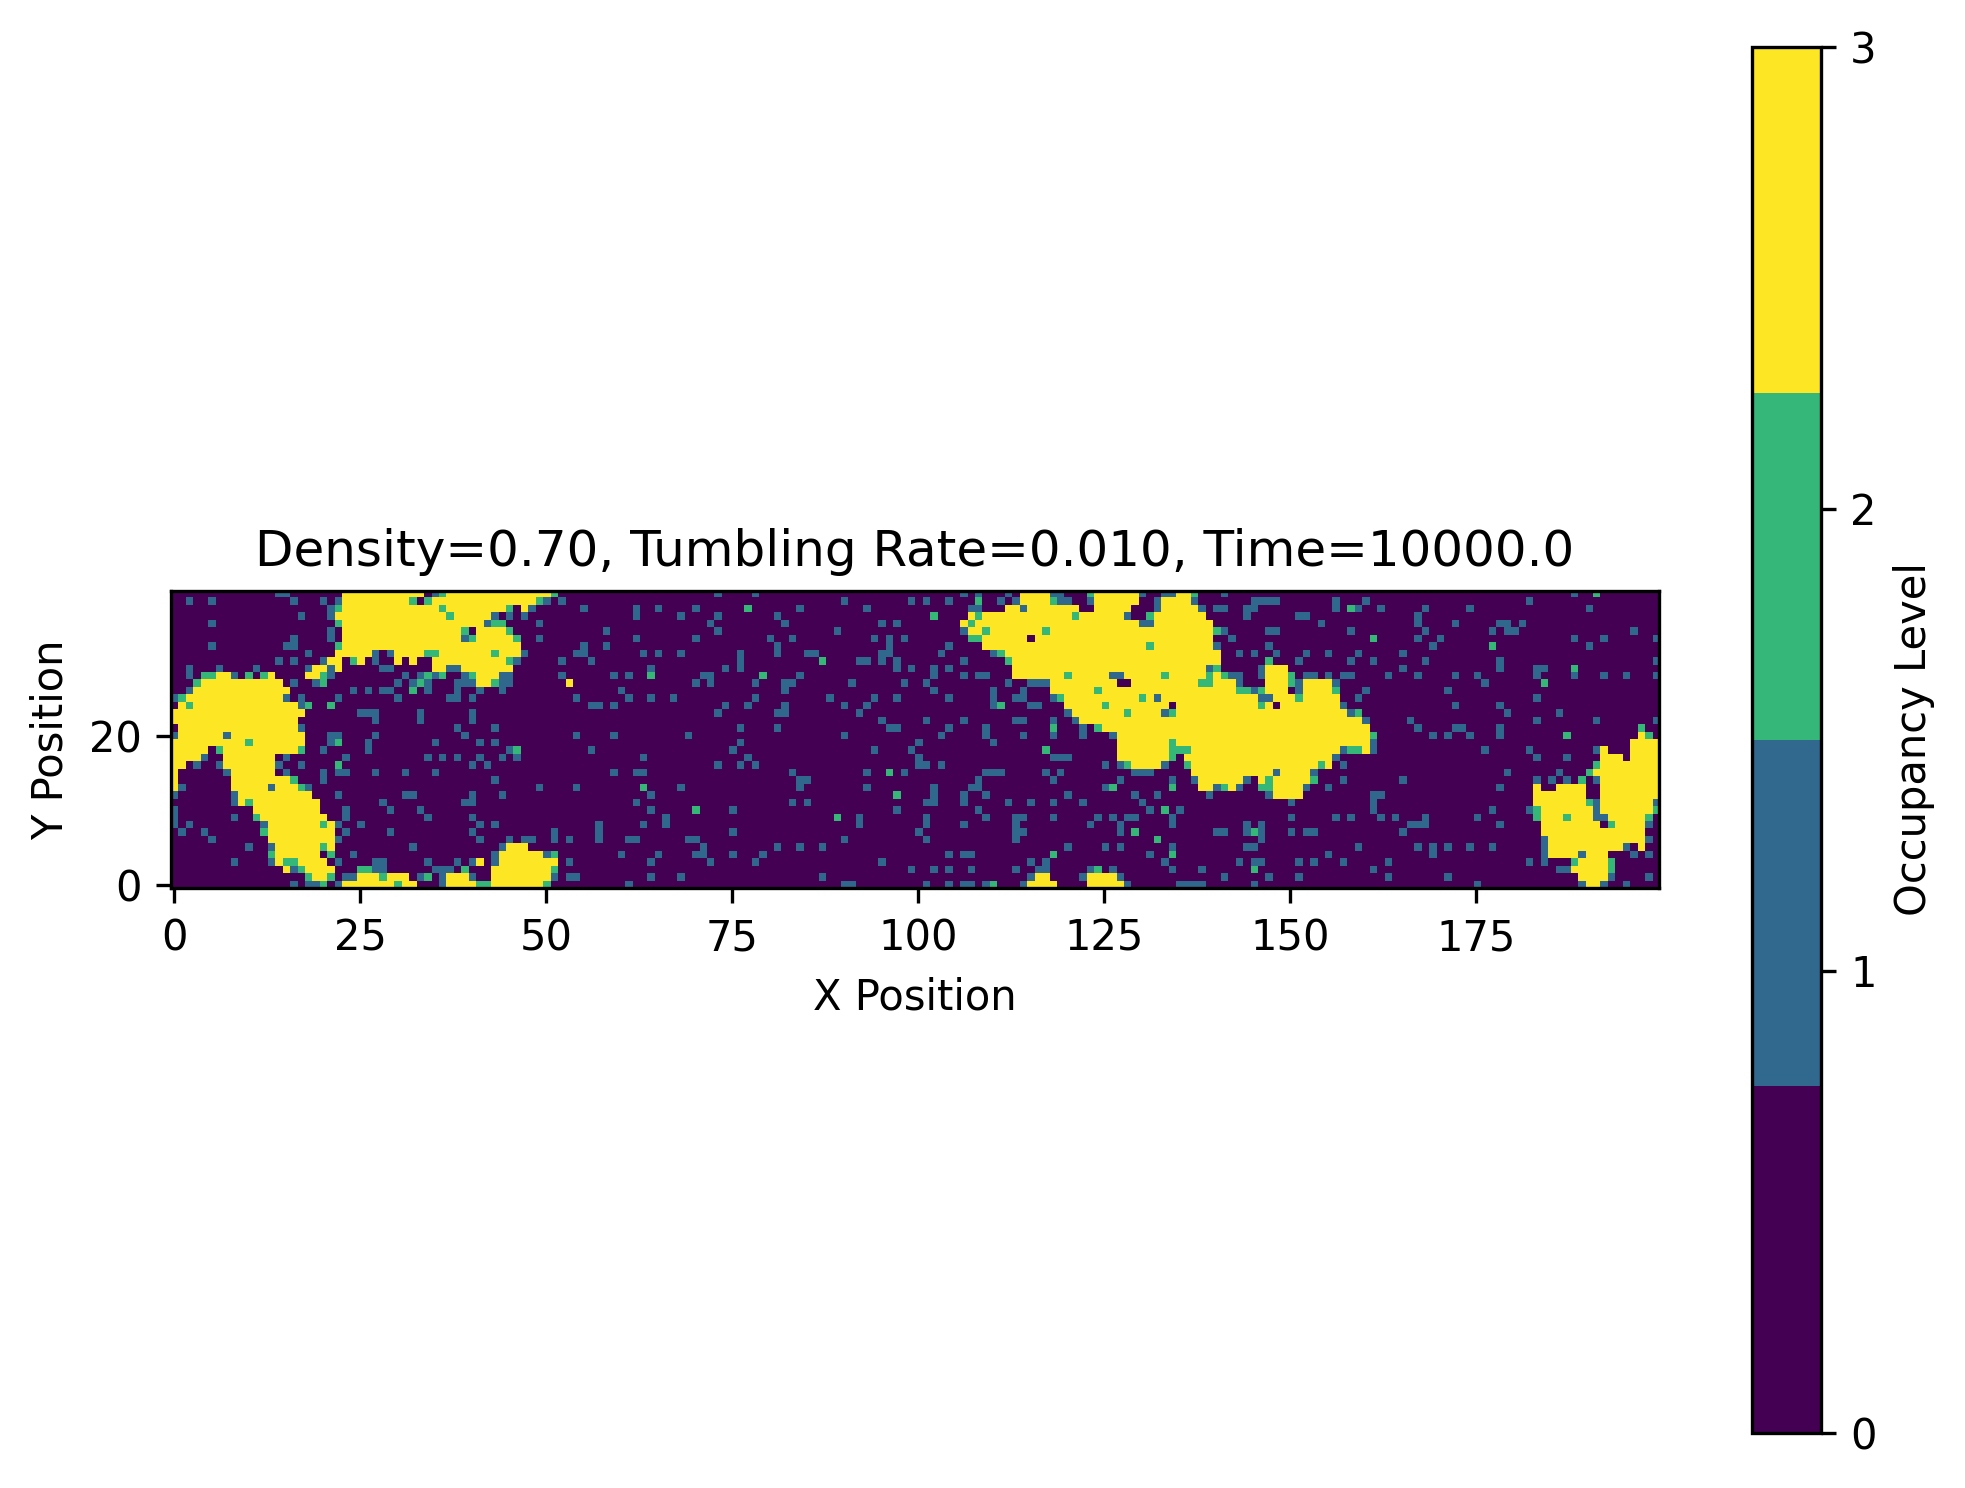 Density=0.70, Tumbling Rate=0.010, Time=10000.0
Y Position
20
0
0 25 50 75 100 125 150 175
X Position
3
2
1
0
Occupancy Level